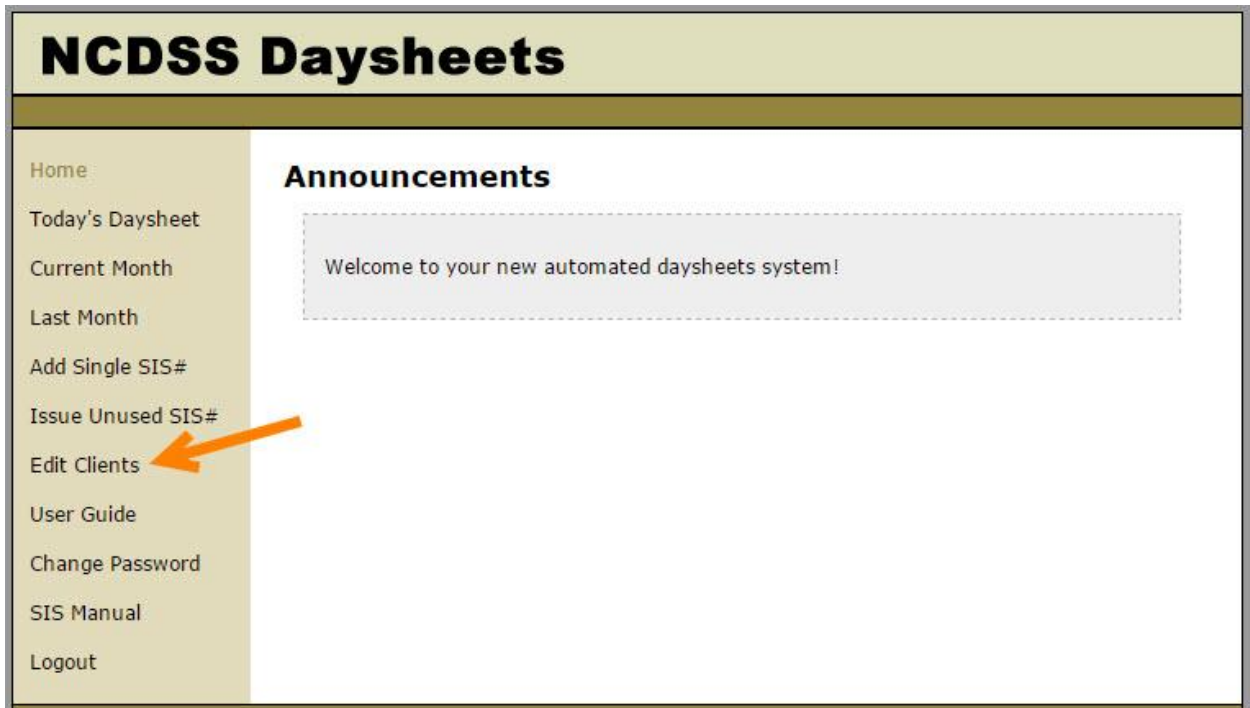 NCDSS Daysheets
Home
Today's Daysheet
Current Month
Last Month
Add Single SIS#
Issue Unused SIS#
Edit Clients
User Guide
Change Password
SIS Manual
Logout
Announcements
Welcome to your new automated daysheets system!